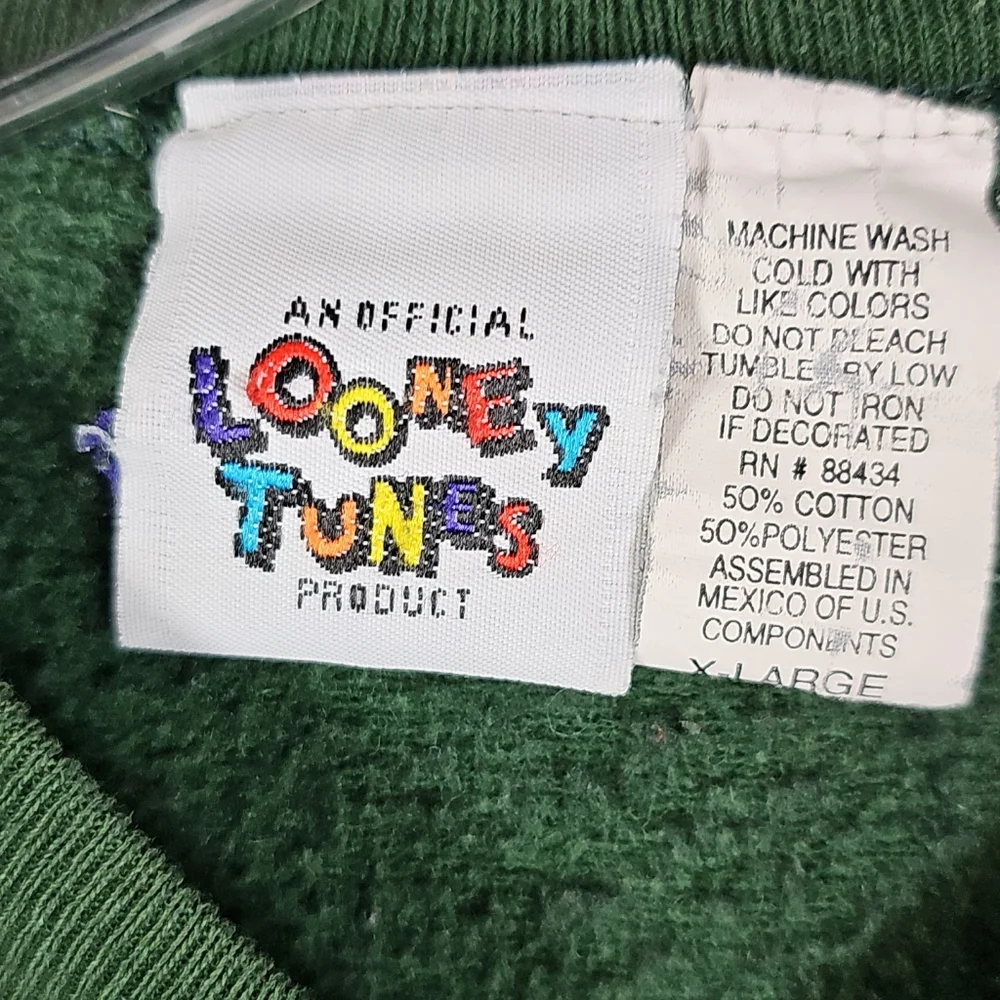 AN OFFICIAL
LOONEY
TUNES
PRODUCT
MACHINE WASH
COLD WITH
LIKE COLORS
DO NOT BLEACH
TUMBLE DRY LOW
DO NOT IRON
IF DECORATED
RN # 88434
50% COTTON
50%POLYESTER
ASSEMBLED IN
MEXICO OF U.S.
COMPONENTS
X-LARGE